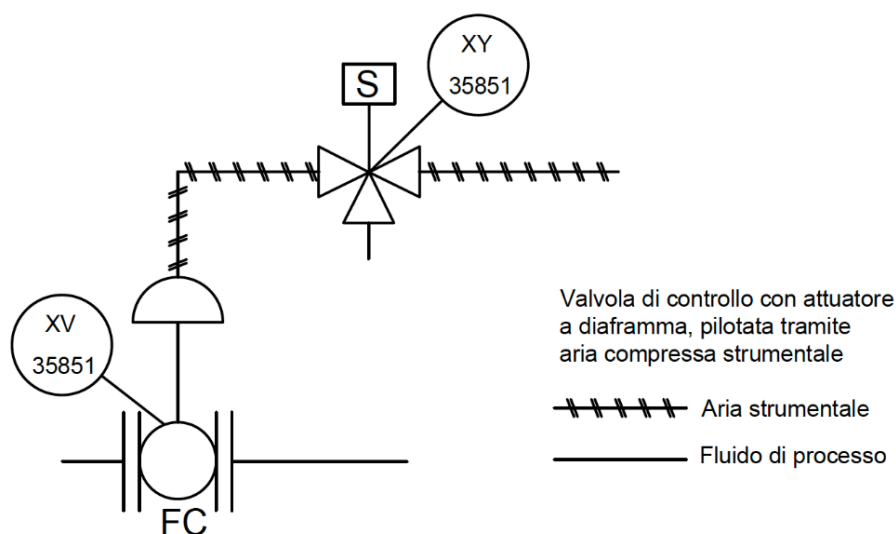 XY
35851
S
XV
35851
FC
Valvola di controllo con attuatore
a diaframma, pilotata tramite
aria compressa strumentale
Aria strumentale
Fluido di processo